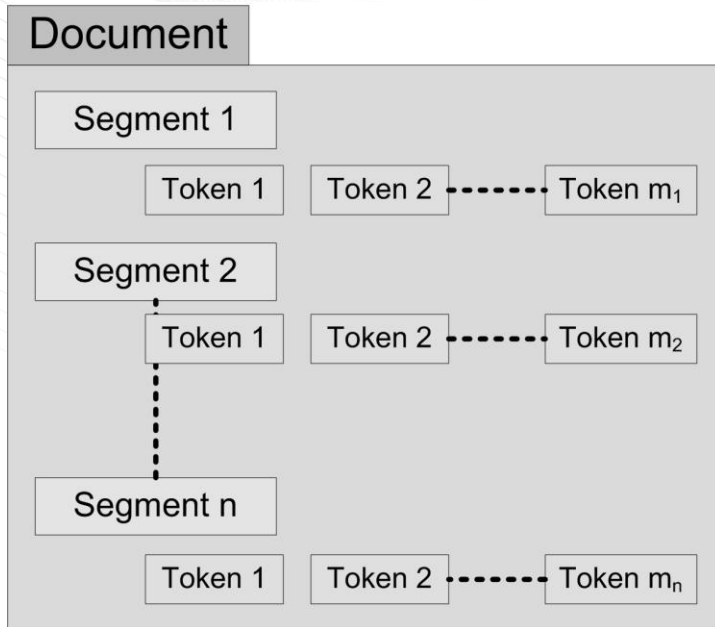 Document
Segment 1
Token 1 Token 2 Token m₁
Segment 2
Token 1 Token 2 Token m₂
Segment n
Token 1 Token 2 Token mₙ